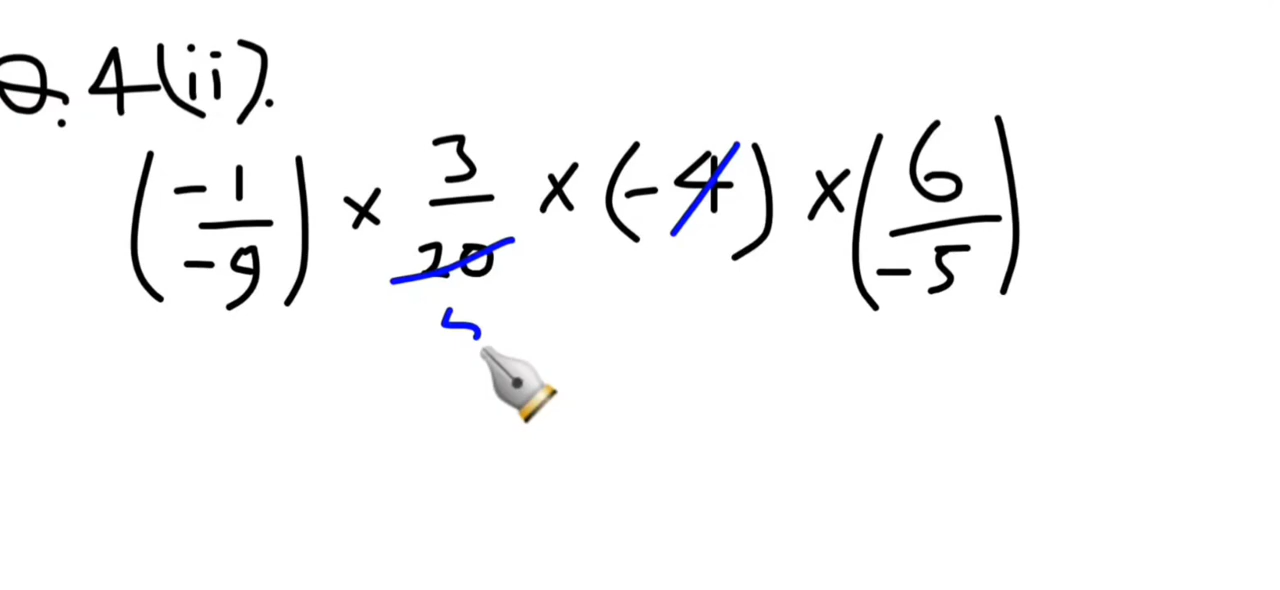 Q. 4(ii).
(-1/-9) × 3/20 × (-4) × (6/-5)
5